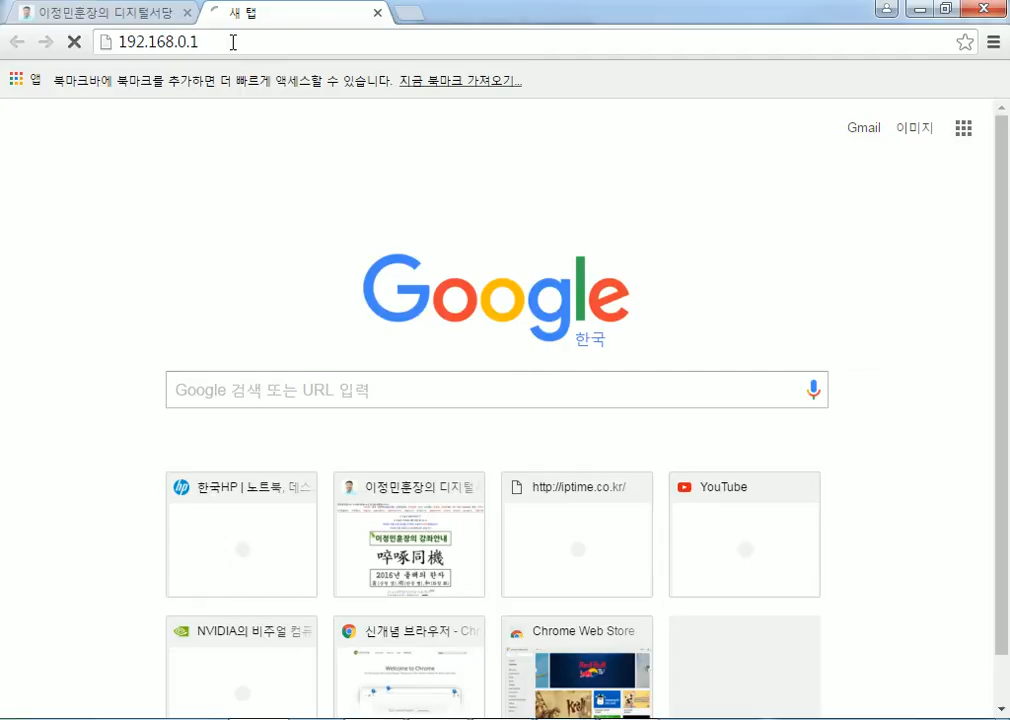 이정민훈장의 디지털서당
새 탭
192.168.0.1
앱
북마크바에 북마크를 추가하면 더 빠르게 액세스할 수 있습니다. 지금 북마크 가져오기...
Gmail
이미지
Google
한국
Google 검색 또는 URL 입력
한국HP | 노트북, 데스
이정민훈장의 디지털
http://iptime.co.kr/
YouTube
이정민훈장의 강좌안내
啐啄同機
2016년 올해의 한자
NVIDIA의 비주얼 컴퓨
신개념 브라우저 - Chr
Chrome Web Store
Welcome to Chrome